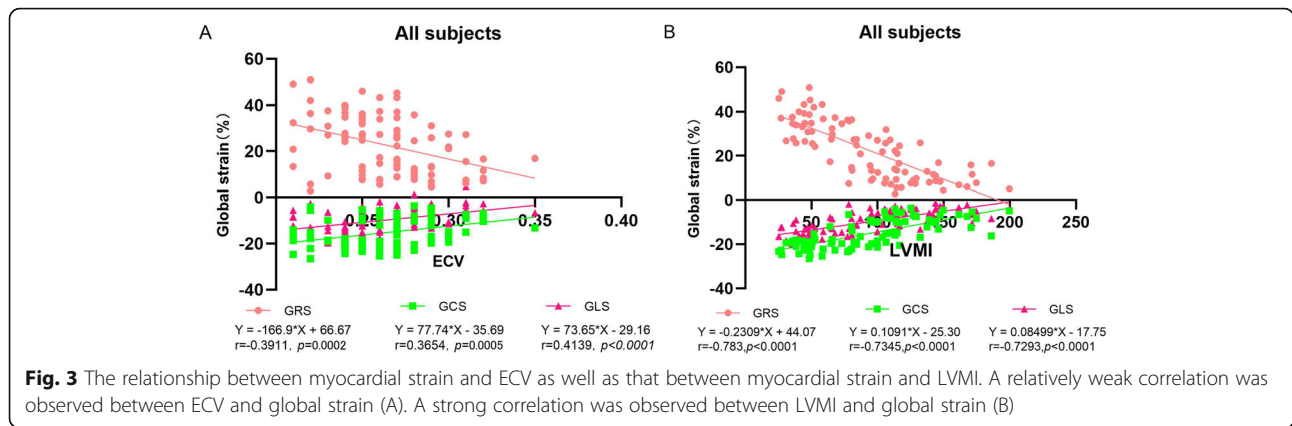 A
All subjects
60
40
20
0
-20
-40
Global strain(%)
0.25
0.30
0.35
0.40
ECV
GRS
GCS
GLS
Y = -166.9*X + 66.67
Y = 77.74*X - 35.69
Y = 73.65*X - 29.16
r=-0.3911, p=0.0002
r=0.3654, p=0.0005
r=0.4139, p<0.0001
B
All subjects
60
40
20
0
-20
-40
Global strain(%)
50
100
150
200
250
LVMI
GRS
GCS
GLS
Y = -0.2309*X + 44.07
Y = 0.1091*X - 25.30
Y = 0.08499*X - 17.75
r=-0.783,p<0.0001
r=-0.7345,p<0.0001
r=-0.7293,p<0.0001
Fig. 3 The relationship between myocardial strain and ECV as well as that between myocardial strain and LVMI. A relatively weak correlation was
observed between ECV and global strain (A). A strong correlation was observed between LVMI and global strain (B)